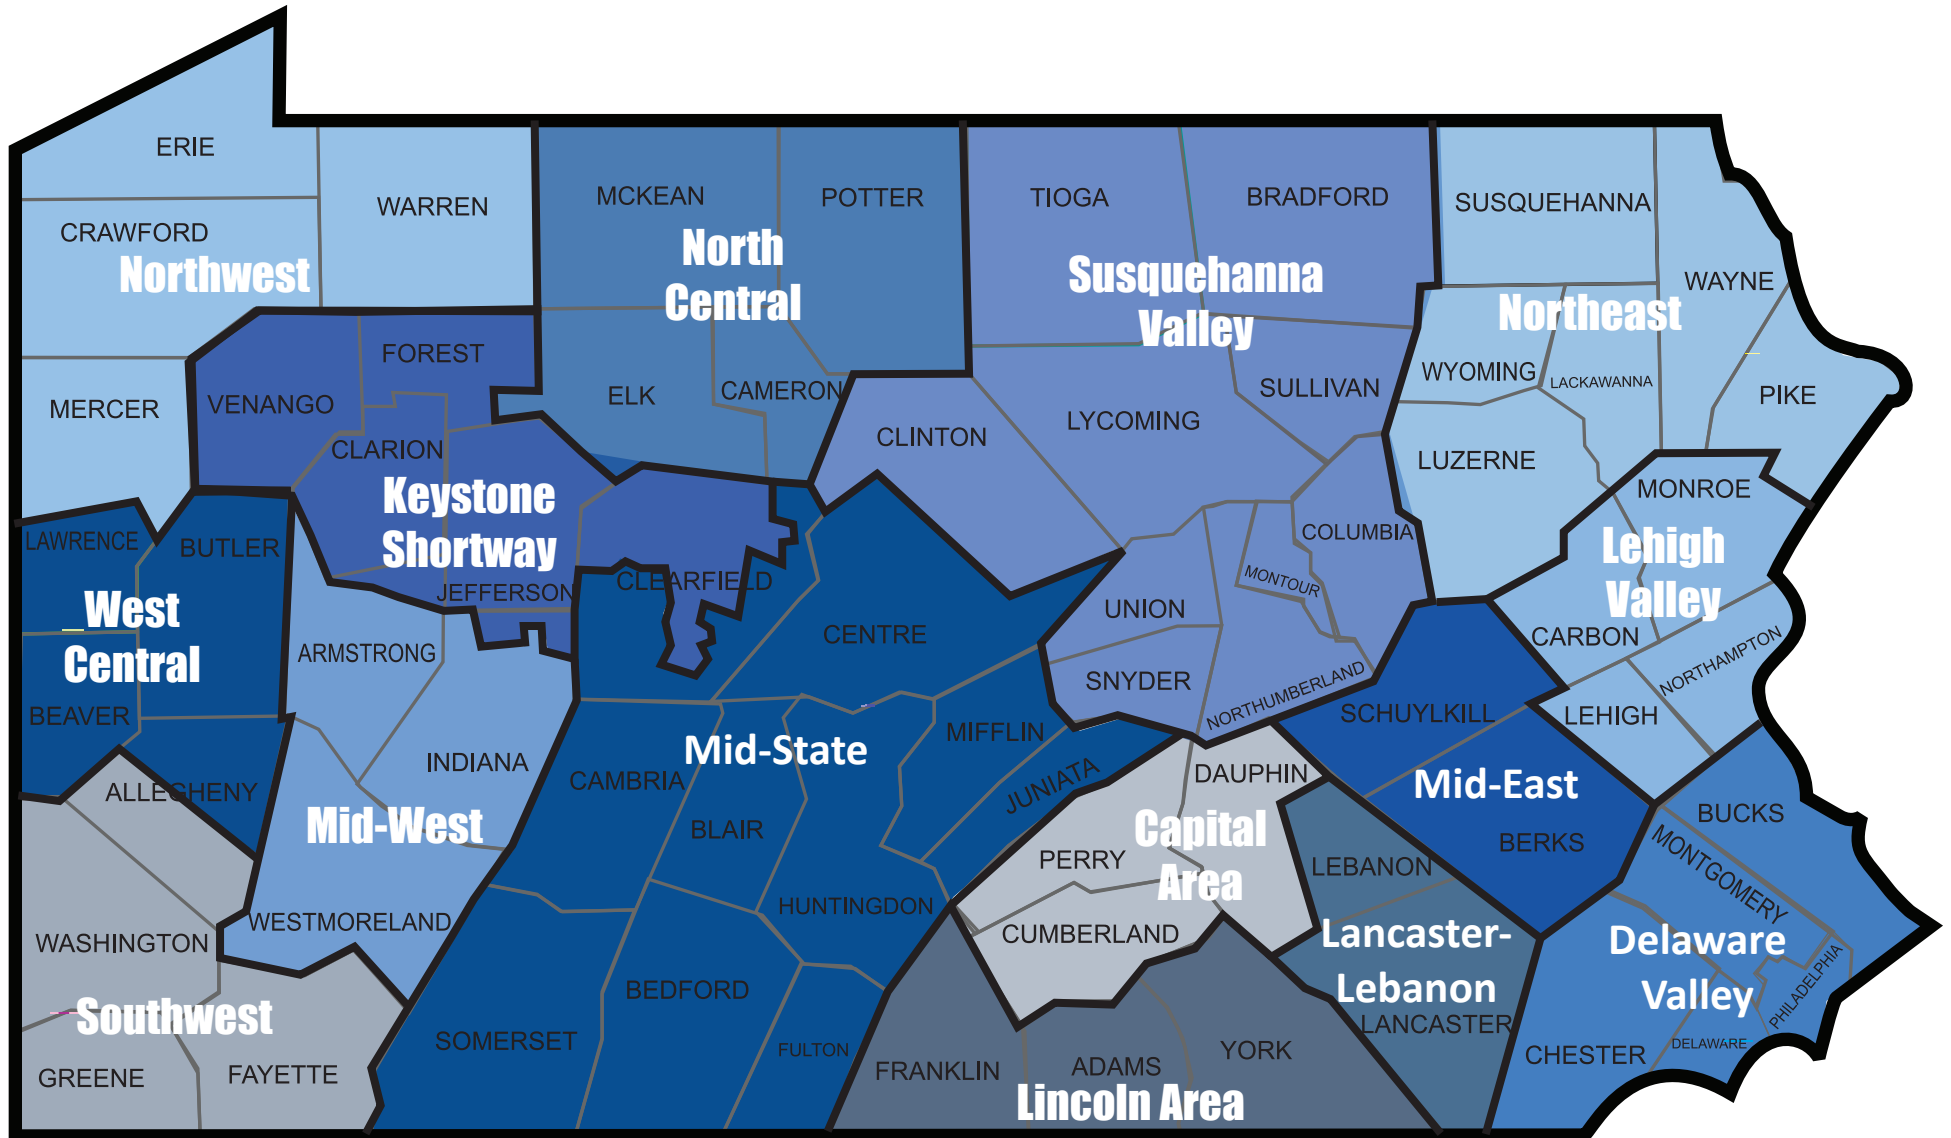 ERIE
CRAWFORD
WARREN
Northwest
MERCER
MCKEAN
POTTER
North
Central
ELK
CAMERON
TIOGA
BRADFORD
Susquehanna
Valley
SULLIVAN
LYCOMING
CLINTON
COLUMBIA
MONTOUR
UNION
SNYDER
NORTHUMBERLAND
SUSQUEHANNA
WAYNE
Northeast
WYOMING
LACKAWANNA
PIKE
LUZERNE
FOREST
VENANGO
CLARION
Keystone
Shortway
JEFFERSON
CLEARFIELD
LAWRENCE
BUTLER
West
Central
BEAVER
ALLEGHENY
ARMSTRONG
INDIANA
Mid-West
WESTMORELAND
CENTRE
MIFFLIN
Mid-State
CAMBRIA
JUNIATA
BLAIR
HUNTINGDON
BEDFORD
SOMERSET
FULTON
MONROE
Lehigh
Valley
CARBON
NORTHAMPTON
LEHIGH
SCHUYLKILL
Mid-East
BERKS
DAUPHIN
Capital
Area
PERRY
CUMBERLAND
LEBANON
Lancaster-
Lebanon
LANCASTER
BUCKS
MONTGOMERY
Delaware
Valley
PHILADELPHIA
DELAWARE
CHESTER
WASHINGTON
Southwest
GREENE
FAYETTE
FRANKLIN
ADAMS
YORK
Lincoln Area